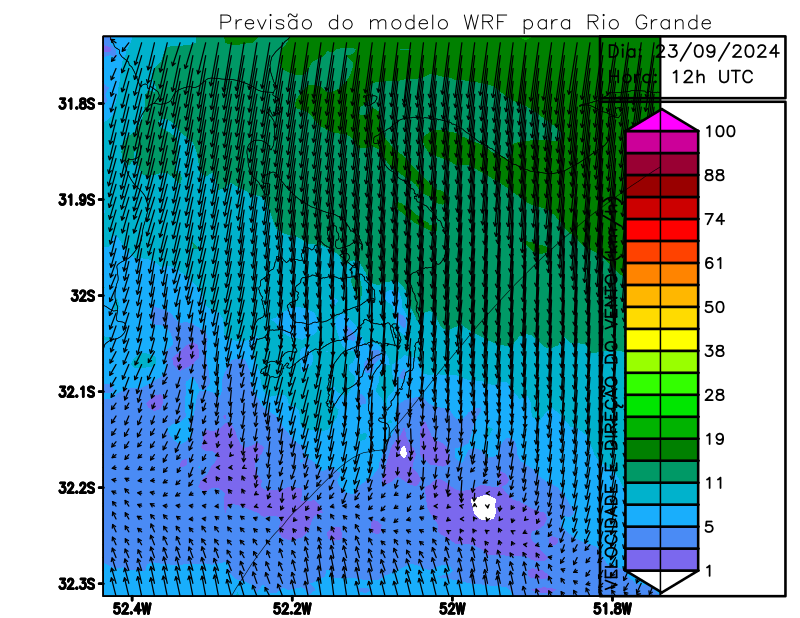 Previsão do modelo WRF para Rio Grande
Dia: 23/09/2024
Hora: 12h UTC
31.8S
31.9S
32S
32.1S
32.2S
32.3S
52.4W
52.2W
52W
51.8W
100
88
74
61
50
38
28
19
11
5
1
VELOCIDADE E DIREÇÃO DO VENTO